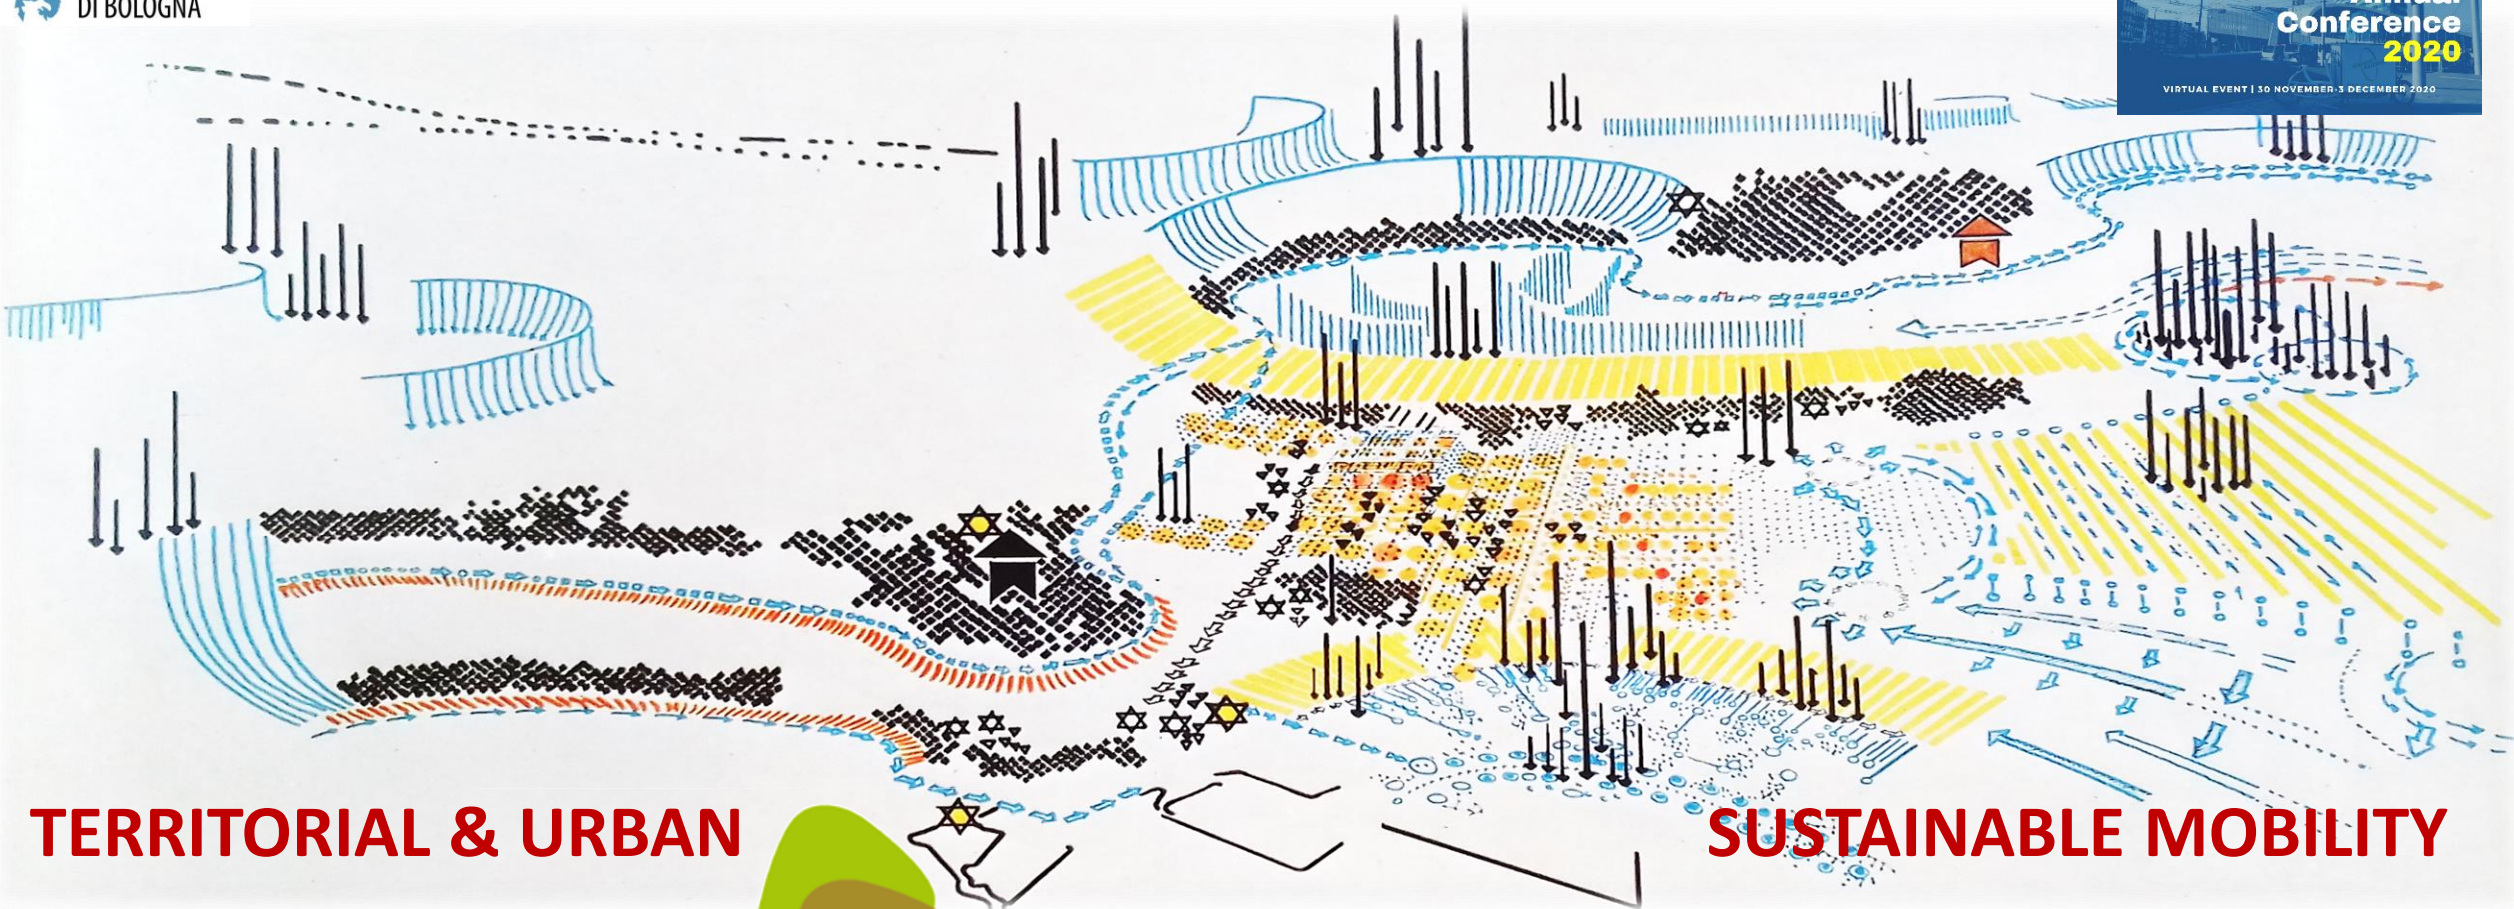 DI BOLOGNA
Conference
2020
VIRTUAL EVENT | 30 NOVEMBER-3 DECEMBER 2020
TERRITORIAL & URBAN
SUSTAINABLE MOBILITY